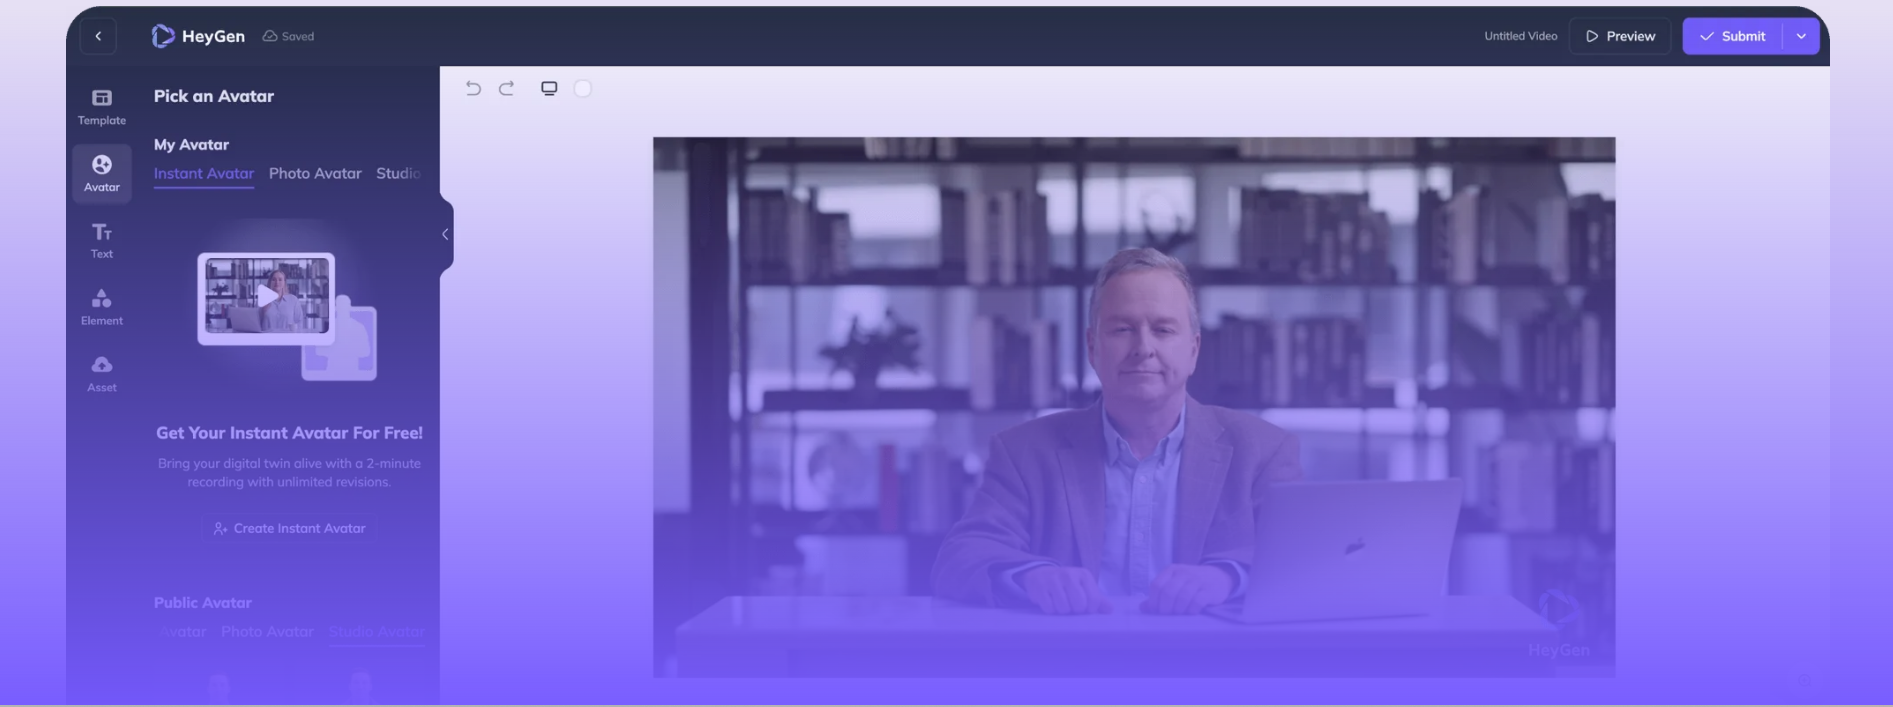 HeyGen
Saved
Untitled Video
Preview
Submit
Template
Avatar
Text
Element
Asset
Pick an Avatar
My Avatar
Instant Avatar Photo Avatar Studio
Get Your Instant Avatar For Free!
Bring your digital twin alive with a 2-minute
recording with unlimited revisions.
Create Instant Avatar
Public Avatar
Avatar Photo Avatar Studio Avatar
HeyGen